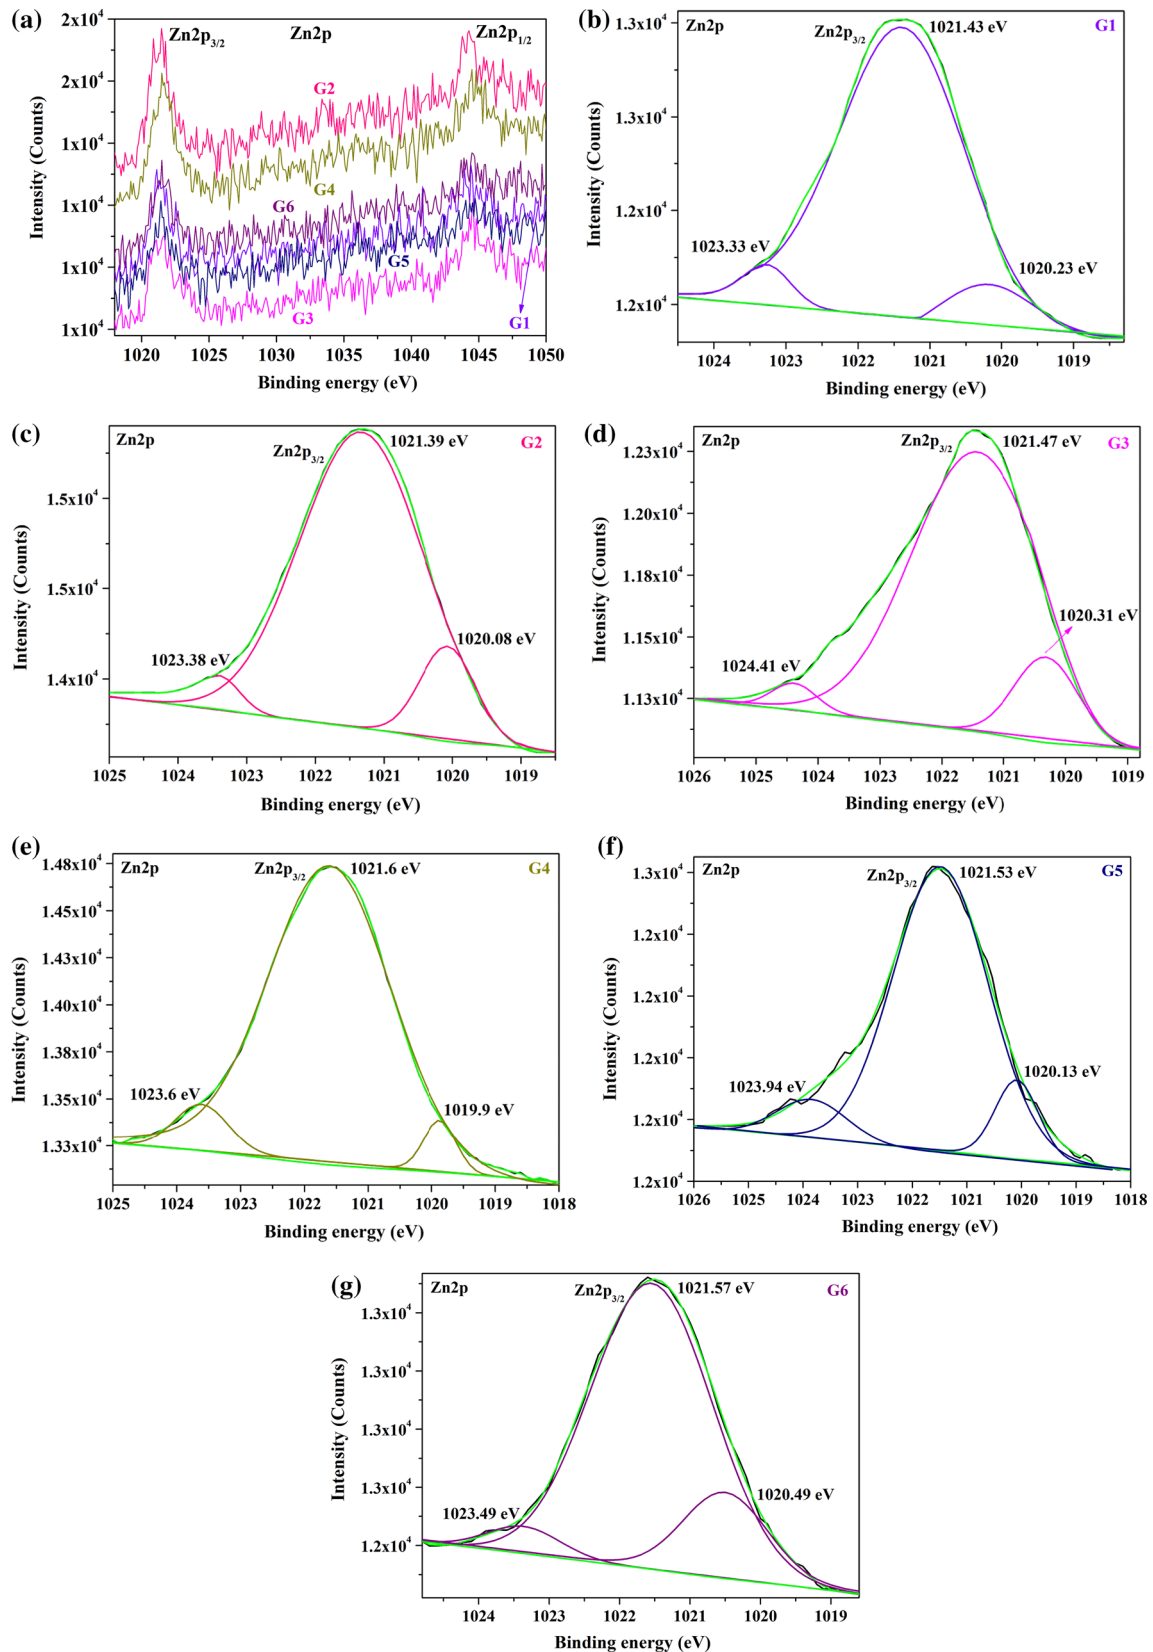 (a)
Zn2p3/2 Zn2p Zn2p1/2
G2
G4
G6
G5
G3
G1
2x10⁴
2x10⁴
1x10⁴
1x10⁴
1x10⁴
1x10⁴
Intensity (Counts)
1020 1025 1030 1035 1040 1045 1050
Binding energy (eV)
(b)
Zn2p Zn2p3/2 1021.43 eV G1
1023.33 eV
1020.23 eV
1.3x10⁴
1.3x10⁴
1.2x10⁴
1.2x10⁴
Intensity (Counts)
1024 1023 1022 1021 1020 1019
Binding energy (eV)
(c)
Zn2p Zn2p3/2 1021.39 eV G2
1023.38 eV
1020.08 eV
1.5x10⁴
1.5x10⁴
1.4x10⁴
Intensity (Counts)
1025 1024 1023 1022 1021 1020 1019
Binding energy (eV)
(d)
Zn2p Zn2p3/2 1021.47 eV G3
1020.31 eV
1024.41 eV
1.23x10⁴
1.20x10⁴
1.18x10⁴
1.15x10⁴
1.13x10⁴
Intensity (Counts)
1026 1025 1024 1023 1022 1021 1020 1019
Binding energy (eV)
(e)
Zn2p Zn2p3/2 1021.6 eV G4
1023.6 eV
1019.9 eV
1.48x10⁴
1.45x10⁴
1.43x10⁴
1.40x10⁴
1.38x10⁴
1.35x10⁴
1.33x10⁴
Intensity (Counts)
1025 1024 1023 1022 1021 1020 1019 1018
Binding energy (eV)
(f)
Zn2p Zn2p3/2 1021.53 eV G5
1023.94 eV
1020.13 eV
1.3x10⁴
1.2x10⁴
1.2x10⁴
1.2x10⁴
1.2x10⁴
1.2x10⁴
Intensity (Counts)
1026 1025 1024 1023 1022 1021 1020 1019 1018
Binding energy (eV)
(g)
Zn2p Zn2p3/2 1021.57 eV G6
1023.49 eV
1020.49 eV
1.3x10⁴
1.3x10⁴
1.3x10⁴
1.3x10⁴
1.2x10⁴
Intensity (Counts)
1024 1023 1022 1021 1020 1019
Binding energy (eV)